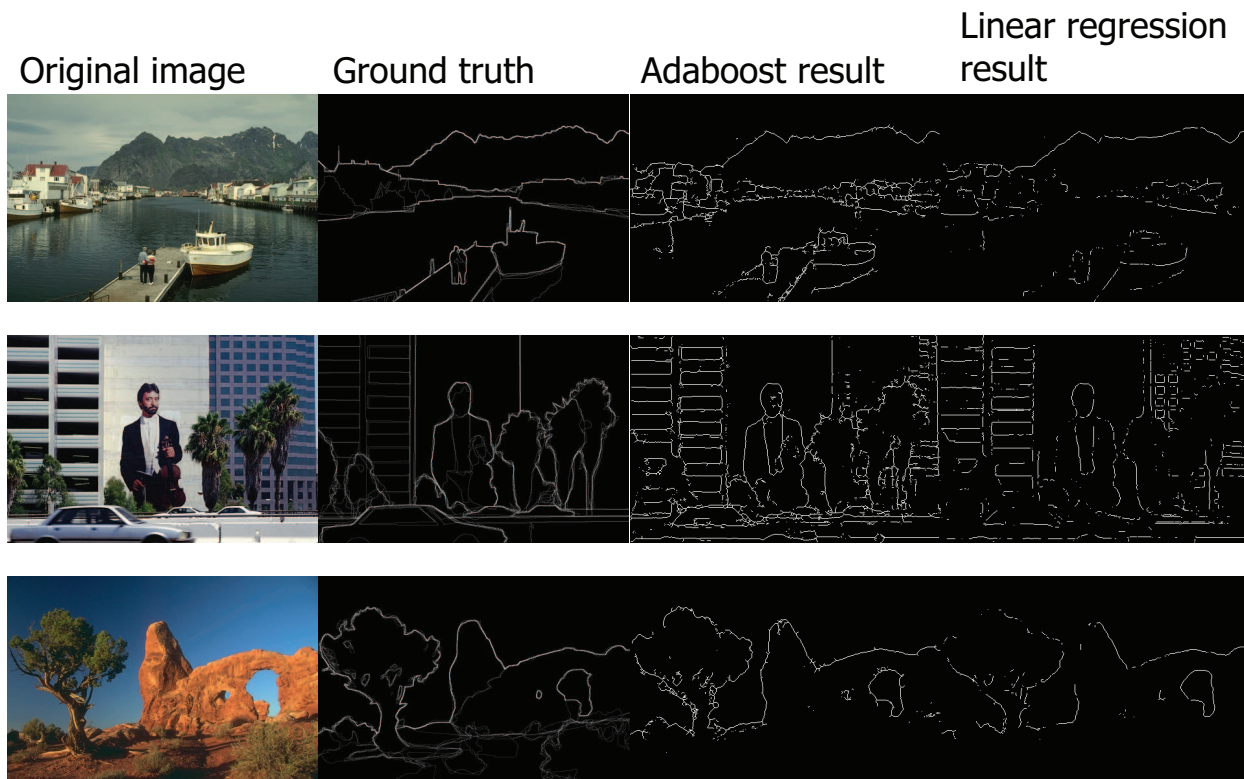 Original image
Ground truth
Adaboost result
Linear regression
result